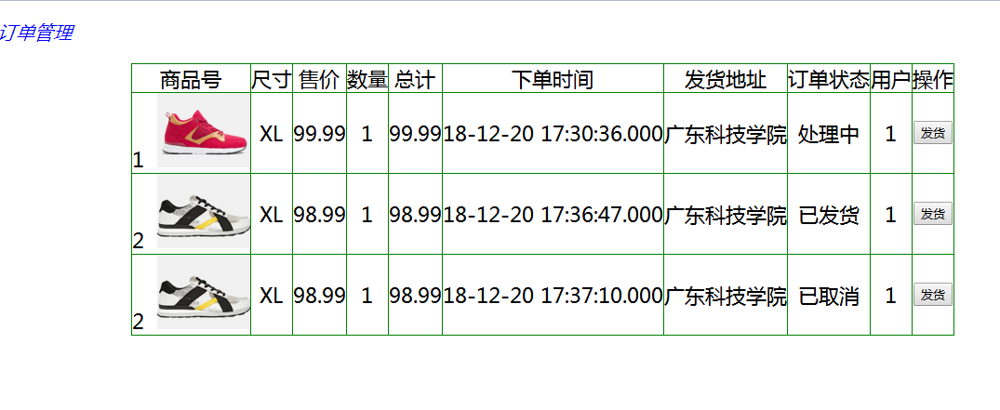 订单管理
商品号 尺寸 售价 数量 总计 下单时间 发货地址 订单状态 用户 操作
1 XL 99.99 1 99.99 18-12-20 17:30:36.000 广东科技学院 处理中 1 发货
2 XL 98.99 1 98.99 18-12-20 17:36:47.000 广东科技学院 已发货 1 发货
2 XL 98.99 1 98.99 18-12-20 17:37:10.000 广东科技学院 已取消 1 发货